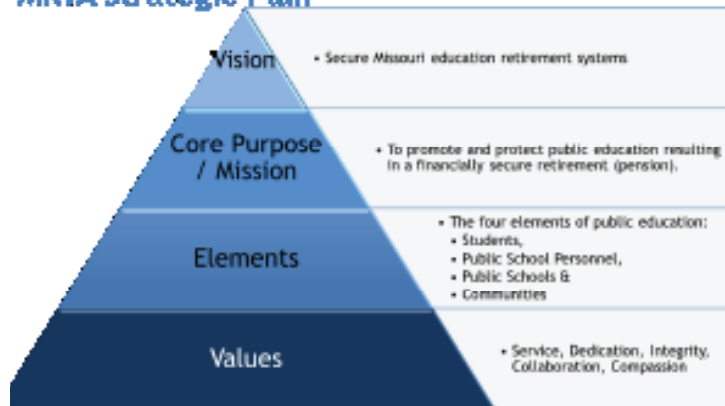 Strategic Plan
Vision
• Secure Missouri education retirement systems
Core Purpose
/ Mission
• To promote and protect public education resulting
in a financially secure retirement (pension).
Elements
• The four elements of public education:
• Students,
• Public School Personnel,
• Public Schools &
• Communities
Values
• Service, Dedication, Integrity,
Collaboration, Compassion